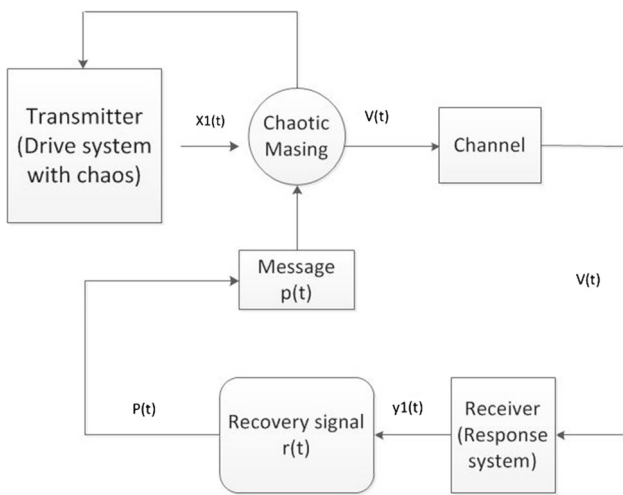 Transmitter
(Drive system
with chaos)
X1(t)
Chaotic
Masing
V(t)
Channel
Message
p(t)
V(t)
P(t)
Recovery signal
r(t)
y1(t)
Receiver
(Response
system)